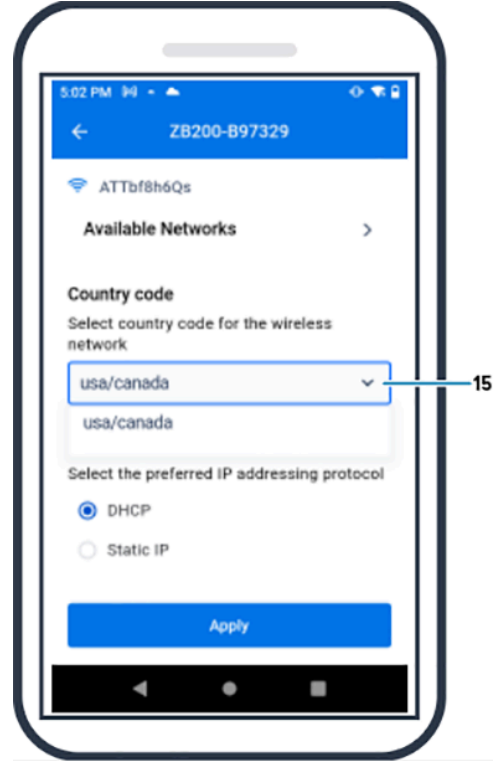 5:02 PM
ZB200-B97329
ATTbf8h6Qs
Available Networks
Country code
Select country code for the wireless
network
usa/canada
15
usa/canada
Select the preferred IP addressing protocol
DHCP
Static IP
Apply